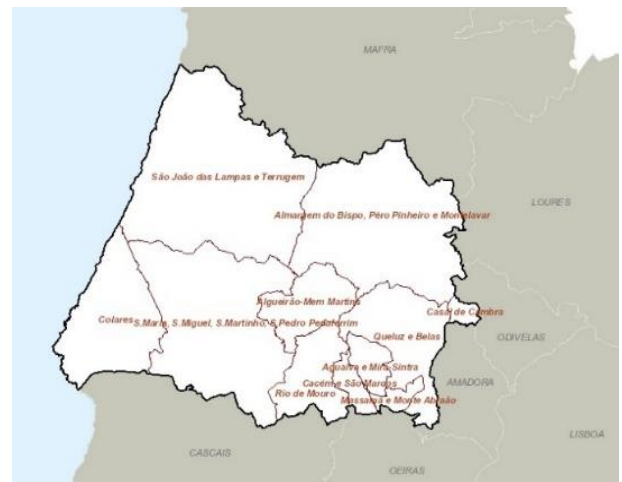 MAFRA
São João das Lampas e Terrugem
LOURES
Almargem do Bispo, Pêro Pinheiro e Montelavar
Algueirão-Mem Martins
Casal de Cambra
Colares
S.Maria, S.Miguel, S.Martinho, S.Pedro Penaferrim
Queluz e Belas
ODIVELAS
Agualva e Mira-Sintra
Cacém e São Marcos
AMADORA
Rio de Mouro
Massamá e Monte Abraão
LISBOA
CASCAIS
OEIRAS